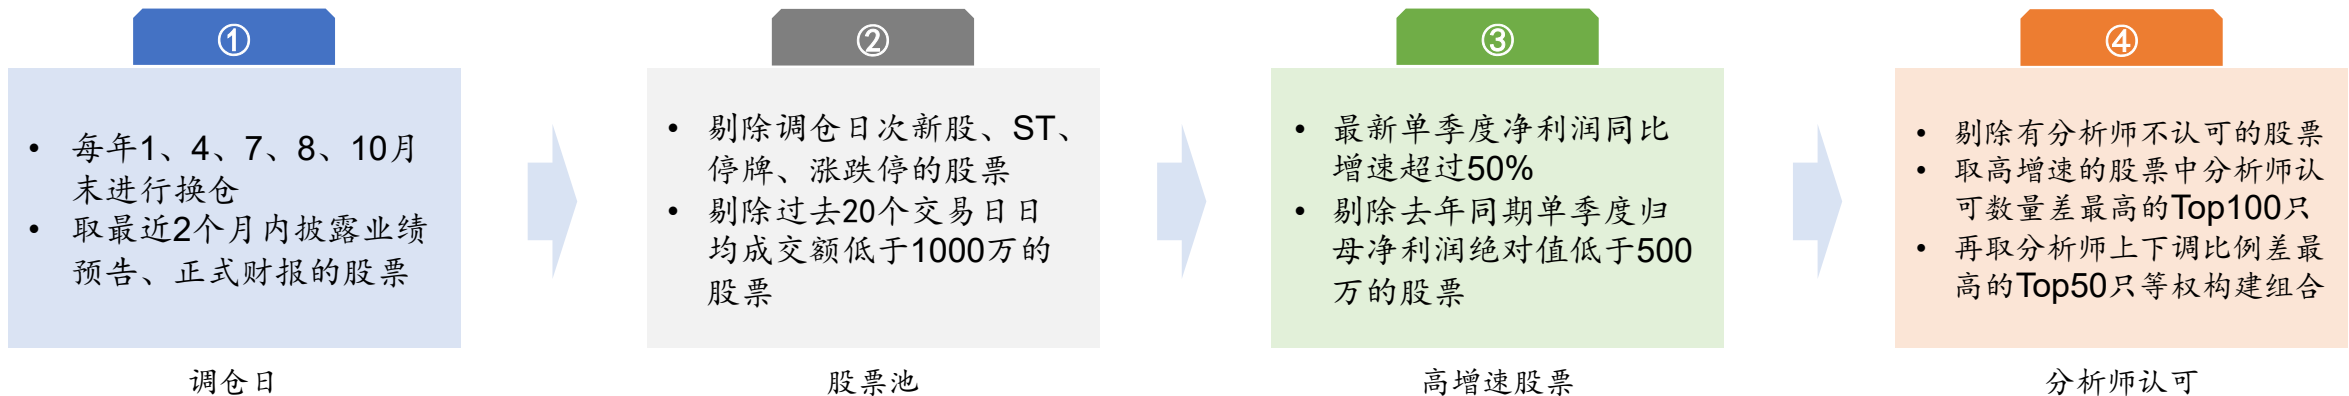 ①
• 每年1、4、7、8、10月
末进行换仓
• 取最近2个月内披露业绩
预告、正式财报的股票
调仓日
②
• 剔除调仓日次新股、ST、
停牌、涨跌停的股票
• 剔除过去20个交易日日
均成交额低于1000万的
股票
股票池
③
• 最新单季度净利润同比
增速超过50%
• 剔除去年同期单季度归
母净利润绝对值低于500
万的股票
高增速股票
④
• 剔除有分析师不认可的股票
• 取高增速的股票中分析师认
可数量差最高的Top100只
• 再取分析师上下调比例差最
高的Top50只等权构建组合
分析师认可